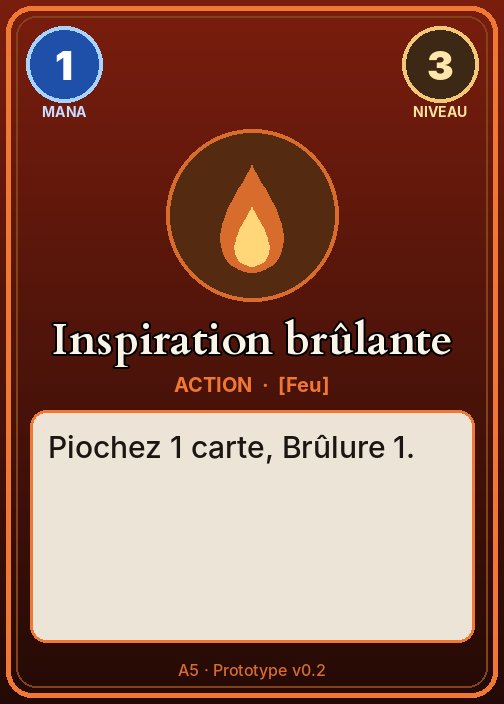 1
3
MANA
NIVEAU
Inspiration brûlante
ACTION · [Feu]
Piochez 1 carte, Brûlure 1.
A5 · Prototype v0.2